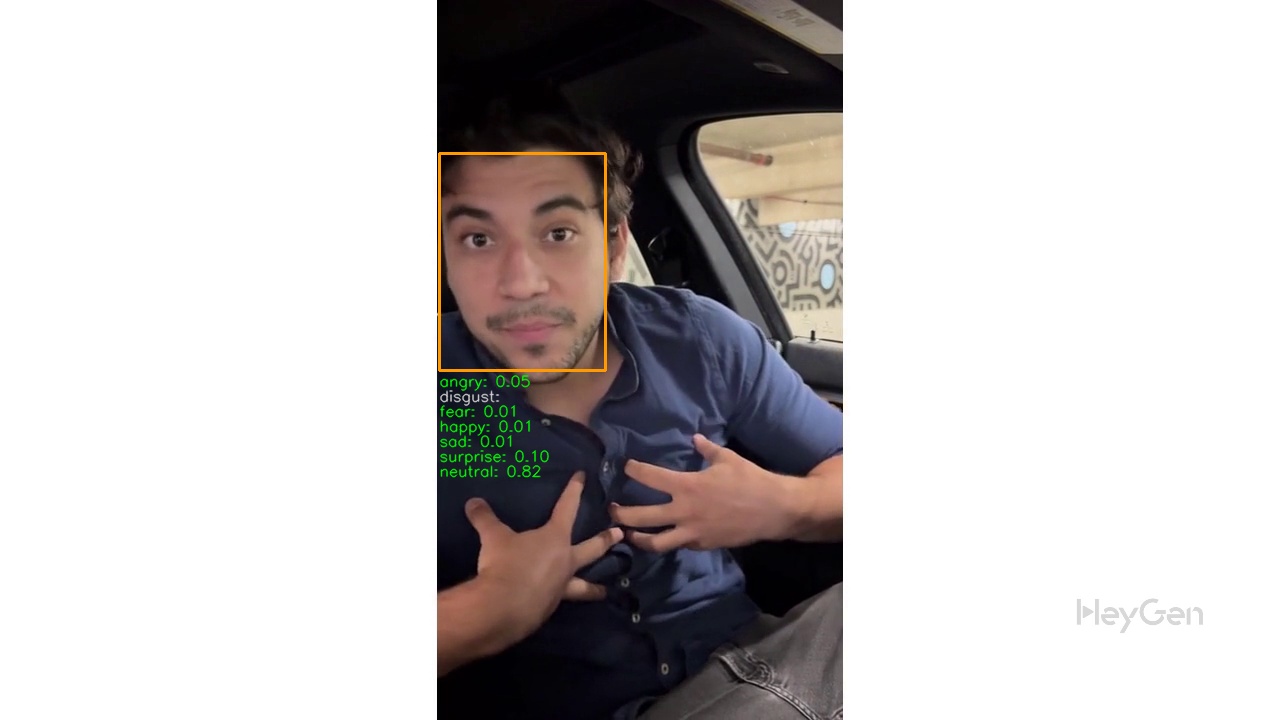 angry: 0.05
disgust:
fear: 0.01
happy: 0.01
sad: 0.01
surprise: 0.10
neutral: 0.82
HeyGen